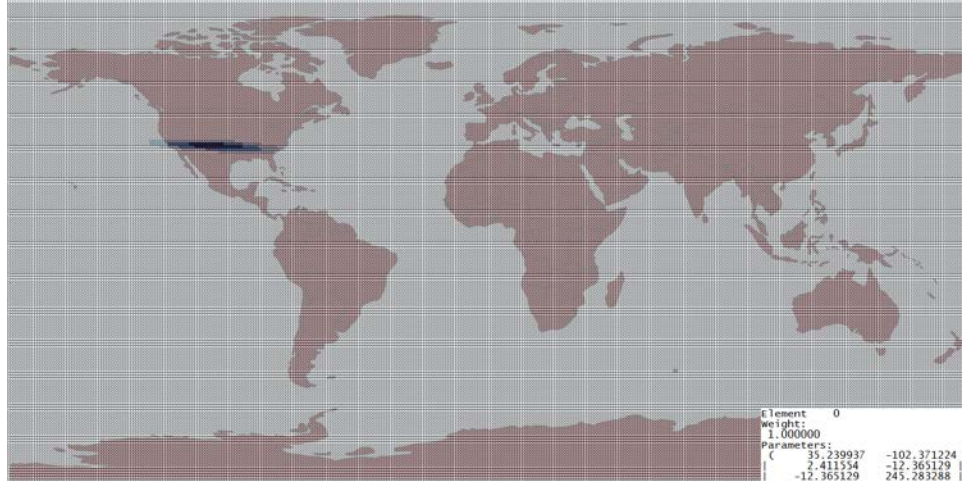 Element 0
Weight:
1.000000
Parameters:
( 35.239937 -102.371224
| 2.411554 -12.365129 |
| -12.365129 245.283288 |